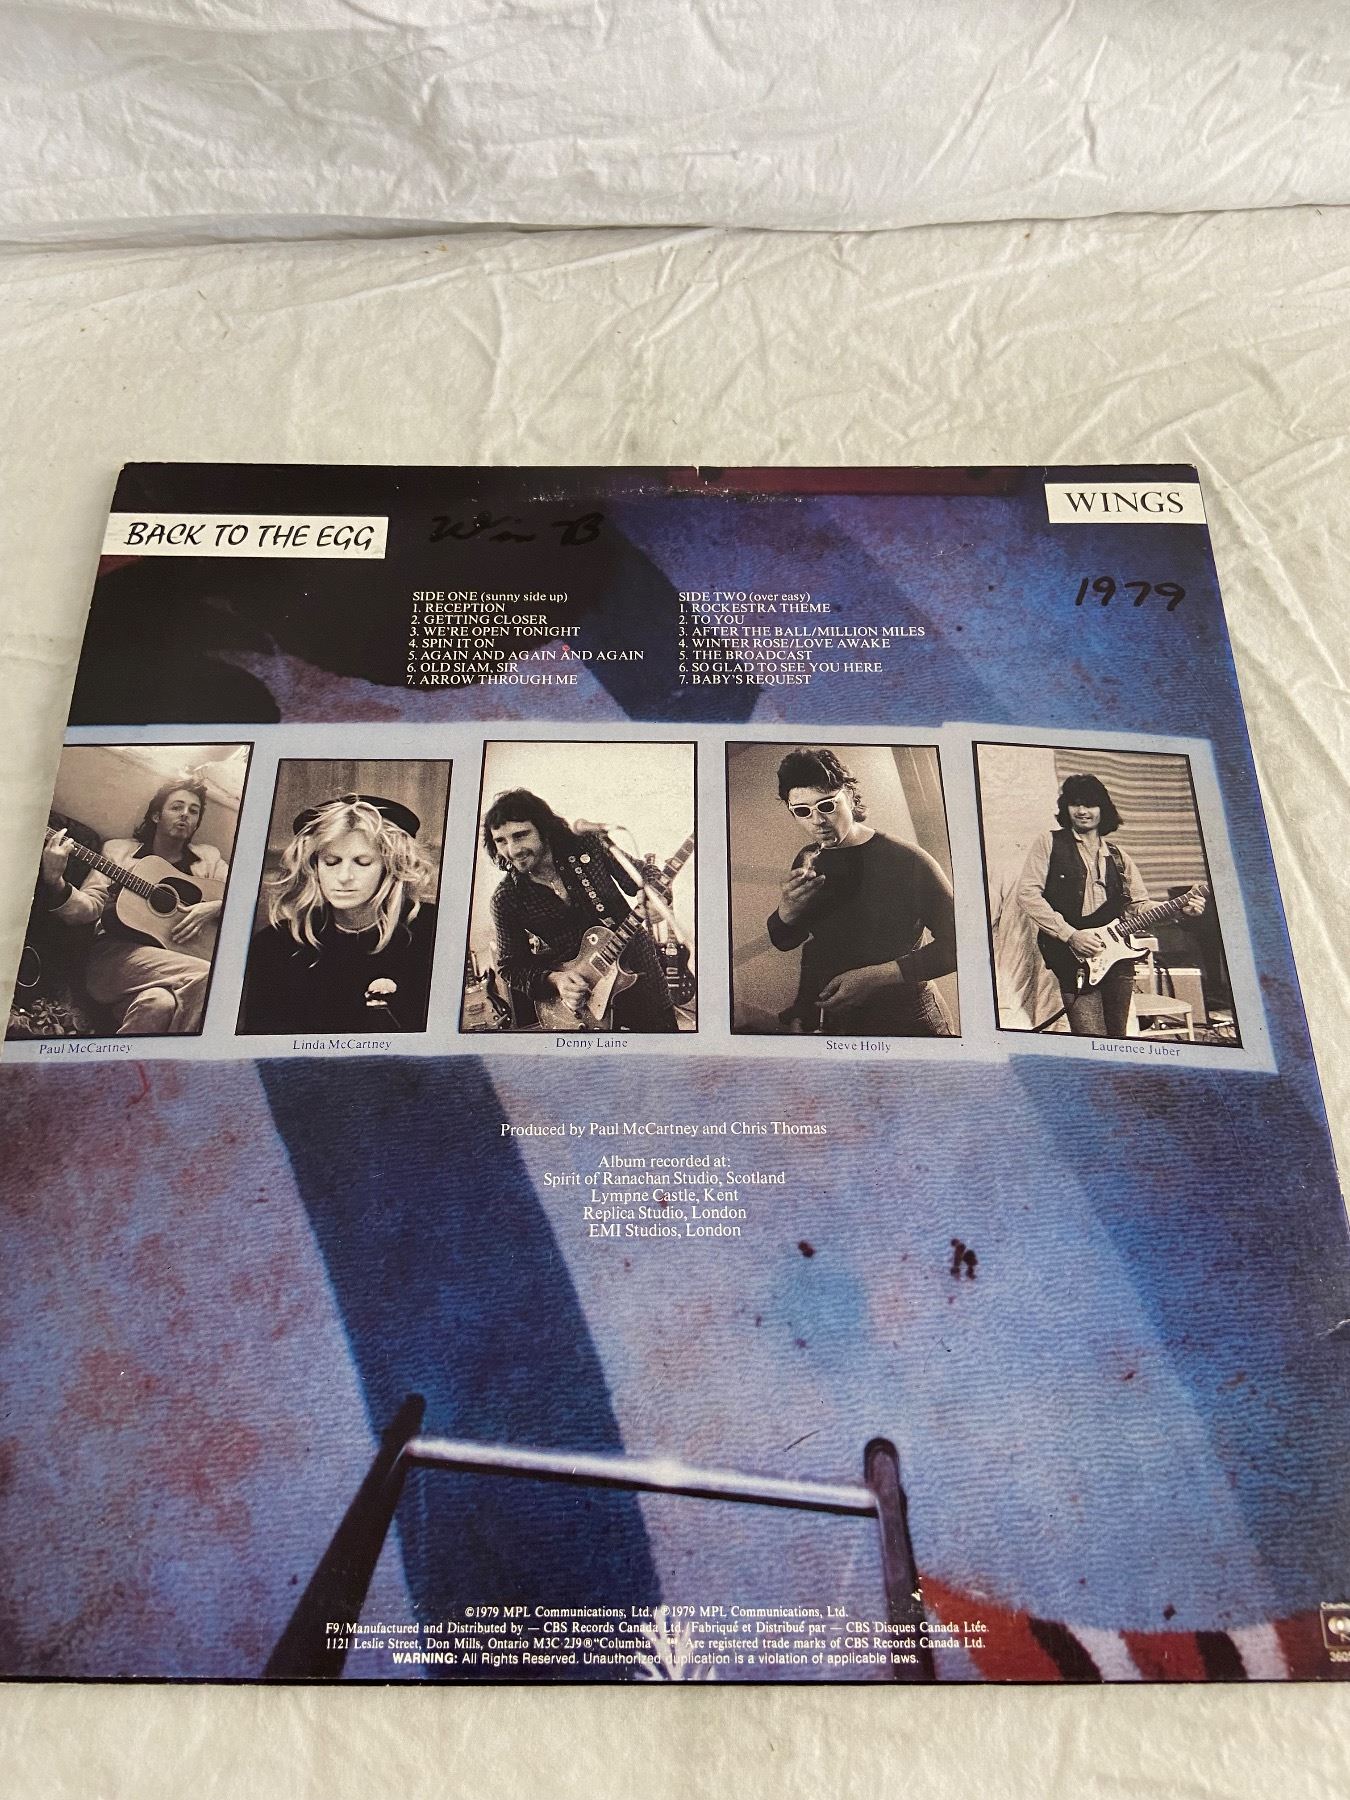 WINGS
BACK TO THE EGG
Win B
1979
SIDE ONE (sunny side up)
1. RECEPTION
2. GETTING CLOSER
3. WE'RE OPEN TONIGHT
4. SPIN IT ON
5. AGAIN AND AGAIN AND AGAIN
6. OLD SIAM, SIR
7. ARROW THROUGH ME
SIDE TWO (over easy)
1. ROCKESTRA THEME
2. TO YOU
3. AFTER THE BALL/MILLION MILES
4. WINTER ROSE/LOVE AWAKE
5. THE BROADCAST
6. SO GLAD TO SEE YOU HERE
7. BABY'S REQUEST
Paul McCartney
Linda McCartney
Denny Laine
Steve Holly
Laurence Juber
Produced by Paul McCartney and Chris Thomas
Album recorded at:
Spirit of Ranachan Studio, Scotland
Lympne Castle, Kent
Replica Studio, London
EMI Studios, London
©1979 MPL Communications, Ltd./℗1979 MPL Communications, Ltd.
F9/Manufactured and Distributed by — CBS Records Canada Ltd./Fabriqué et Distribué par — CBS Disques Canada Ltée.
1121 Leslie Street, Don Mills, Ontario M3C 2J9 ® "Columbia" Are registered trade marks of CBS Records Canada Ltd.
WARNING: All Rights Reserved. Unauthorized duplication is a violation of applicable laws.